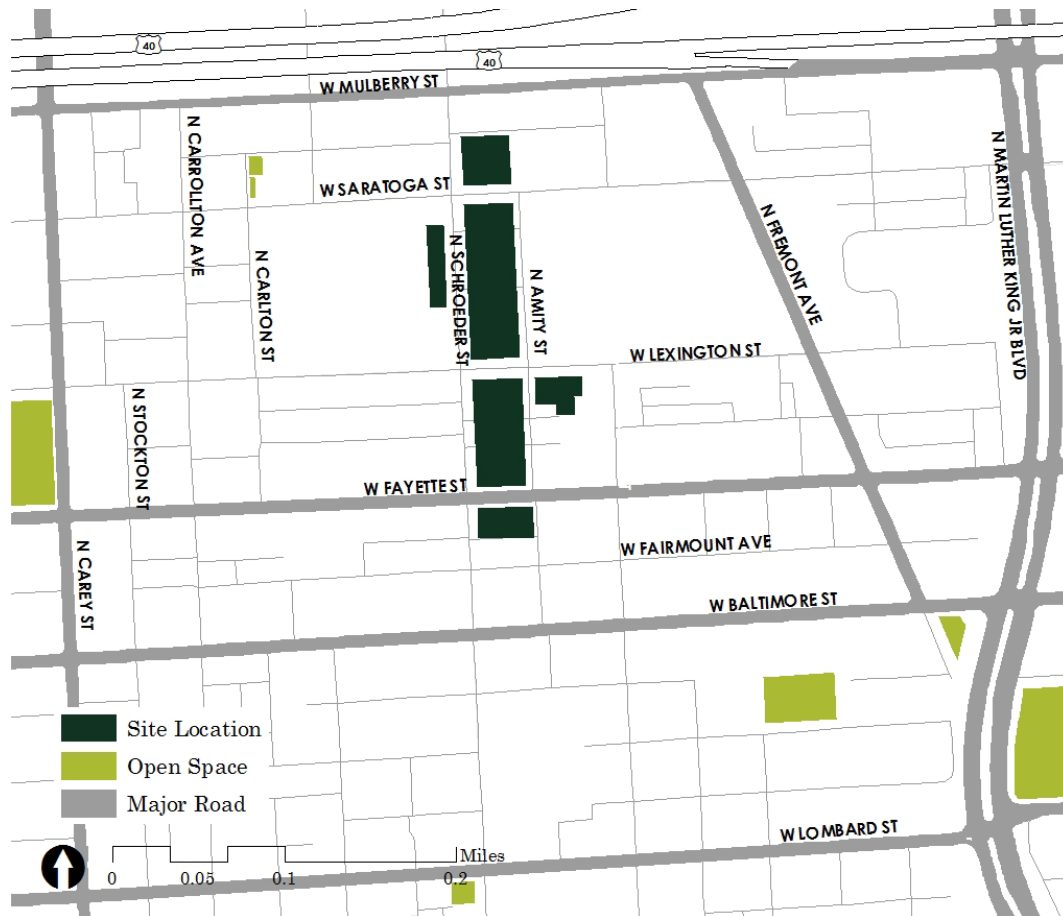 40
40
W MULBERRY ST
N CARROLLTON AVE
W SARATOGA ST
N MARTIN LUTHER KING JR BLVD
N FREMONT AVE
N CARLTON ST
N SCHROEDER ST
N AMITY ST
W LEXINGTON ST
N STOCKTON ST
W FAYETTE ST
N CAREY ST
W FAIRMOUNT AVE
W BALTIMORE ST
Site Location
Open Space
Major Road
W LOMBARD ST
Miles
0 0.05 0.1 0.2